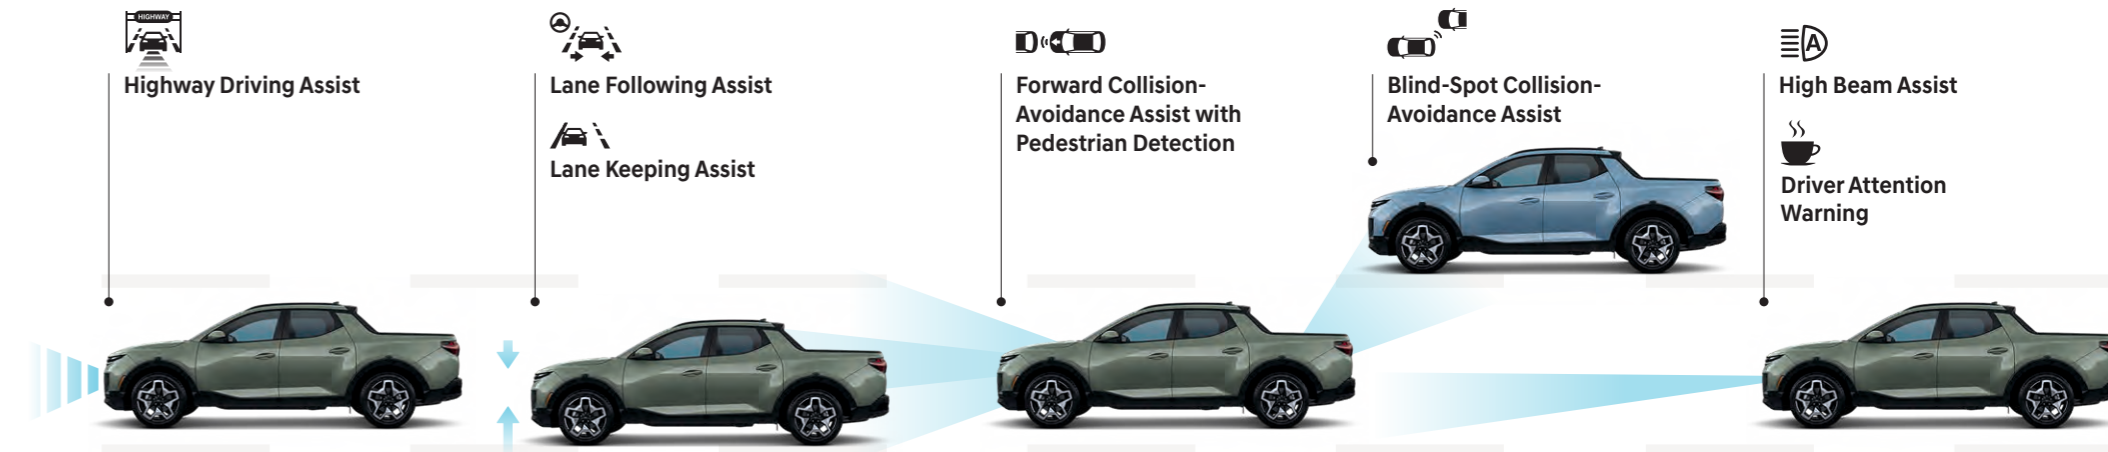 HIGHWAY
Highway Driving Assist
Lane Following Assist
Lane Keeping Assist
Forward Collision-
Avoidance Assist with
Pedestrian Detection
Blind-Spot Collision-
Avoidance Assist
A
High Beam Assist
Driver Attention
Warning